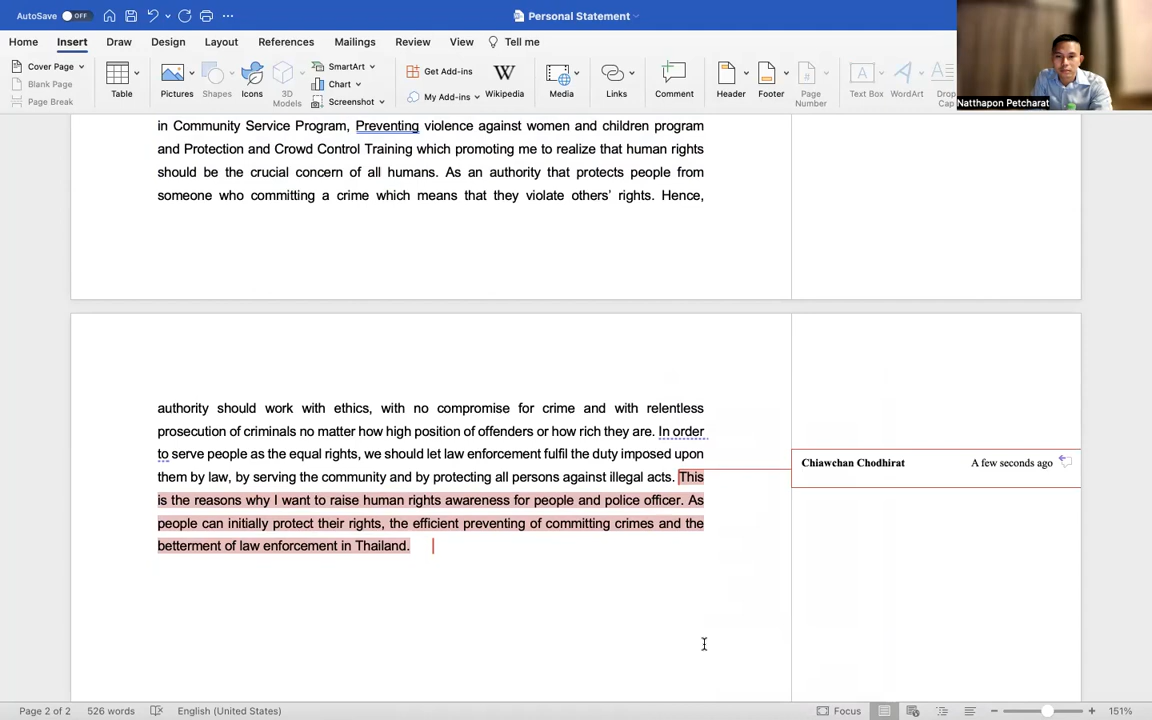 AutoSave OFF
Personal Statement
Home Insert Draw Design Layout References Mailings Review View Tell me
Cover Page
Blank Page
Page Break
Table
Pictures
Shapes
Icons
3D
Models
SmartArt
Chart
Screenshot
Get Add-ins
My Add-ins
Wikipedia
Media
Links
Comment
Header
Footer
Page
Number
Text Box
WordArt
Drop
Cap
Natthapon Petcharat
in Community Service Program, Preventing violence against women and children program
and Protection and Crowd Control Training which promoting me to realize that human rights
should be the crucial concern of all humans. As an authority that protects people from
someone who committing a crime which means that they violate others' rights. Hence,
authority should work with ethics, with no compromise for crime and with relentless
prosecution of criminals no matter how high position of offenders or how rich they are. In order
to serve people as the equal rights, we should let law enforcement fulfil the duty imposed upon
them by law, by serving the community and by protecting all persons against illegal acts. This
is the reasons why I want to raise human rights awareness for people and police officer. As
people can initially protect their rights, the efficient preventing of committing crimes and the
betterment of law enforcement in Thailand.
Chiawchan Chodhirat A few seconds ago
Page 2 of 2 526 words English (United States) Focus 151%